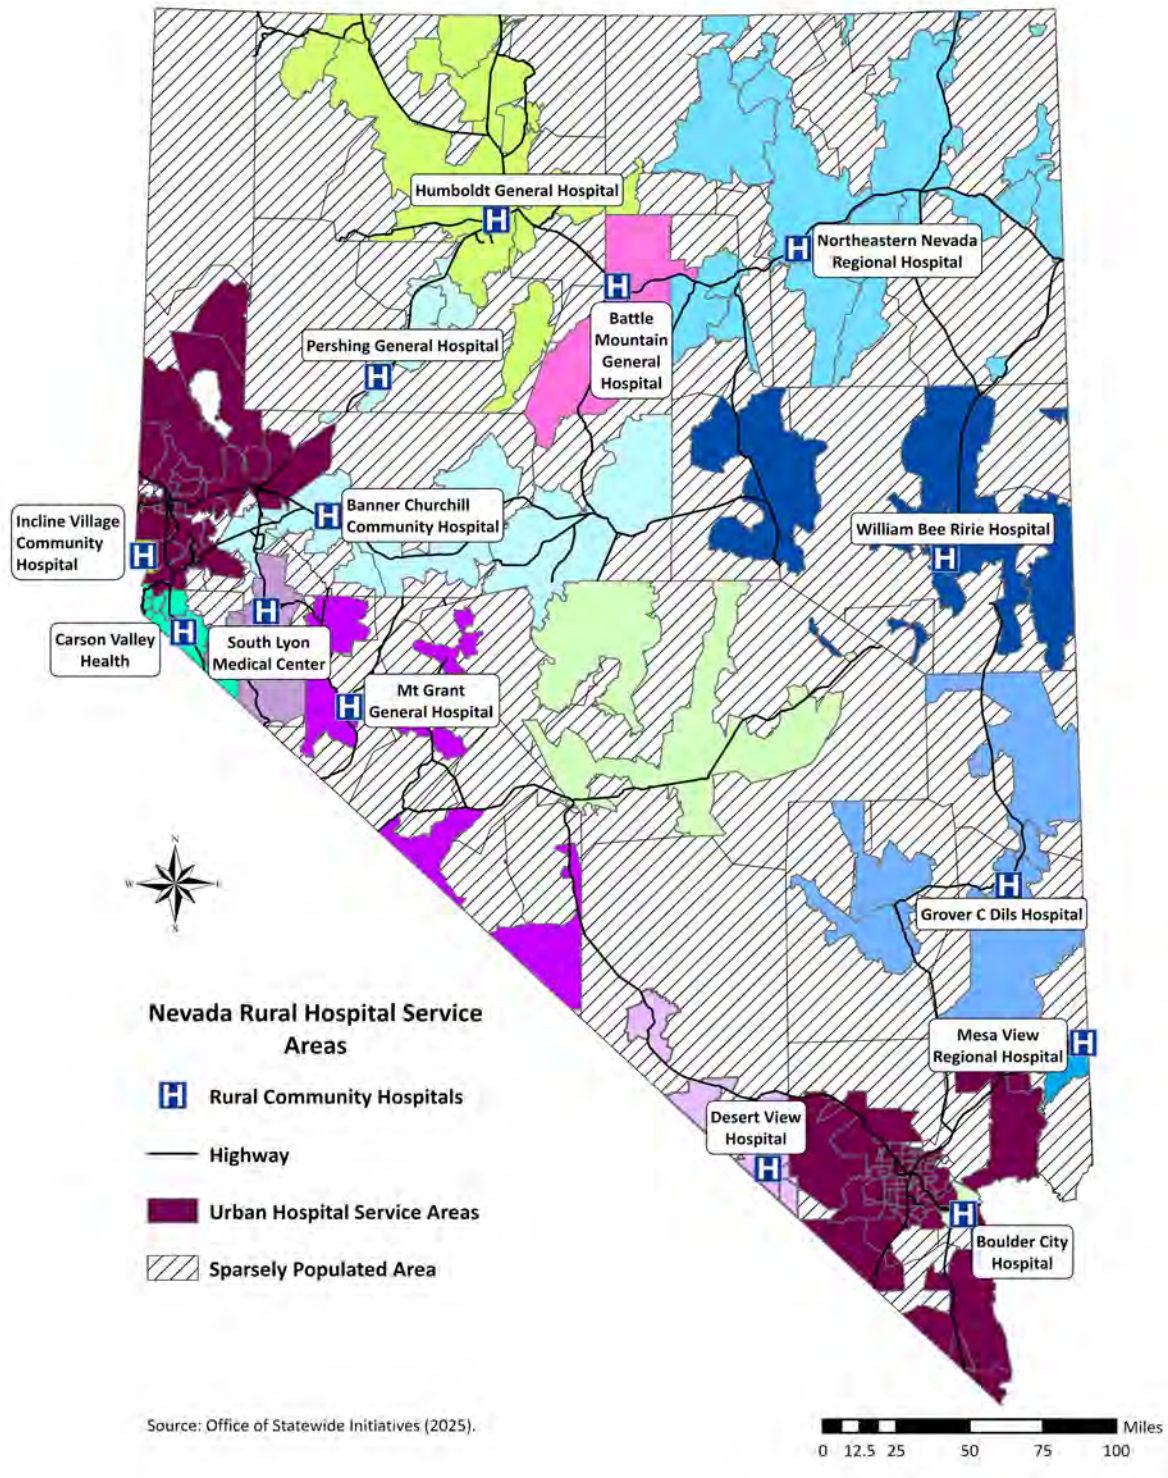 Humboldt General Hospital
H
Northeastern Nevada
Regional Hospital
H
H
Battle
Mountain
General
Hospital
Pershing General Hospital
H
Incline Village
Community
Hospital
H
Banner Churchill
Community Hospital
H
William Bee Ririe Hospital
H
Carson Valley
Health
H
H
South Lyon
Medical Center
Mt Grant
General Hospital
H
N
W
E
S
H
Grover C Dils Hospital
Nevada Rural Hospital Service
Areas
Mesa View
Regional Hospital
H
H
Rural Community Hospitals
Desert View
Hospital
H
Highway
Urban Hospital Service Areas
H
Boulder City
Hospital
Sparsely Populated Area
Source: Office of Statewide Initiatives (2025).
Miles
0 12.5 25 50 75 100